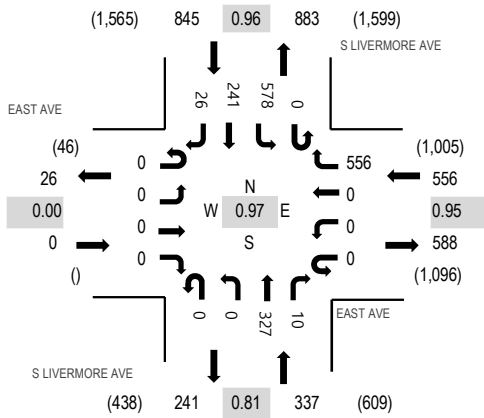 (1,565) 845 0.96 883 (1,599)
S LIVERMORE AVE
EAST AVE
26 241 578 0
(46) 0 556 (1,005)
26 0 0 556
0.00 N
W 0.97 E 0.95
0 0 S 0 588
() 0 0 (1,096)
0 0 327 10
EAST AVE
S LIVERMORE AVE
(438) 241 0.81 337 (609)